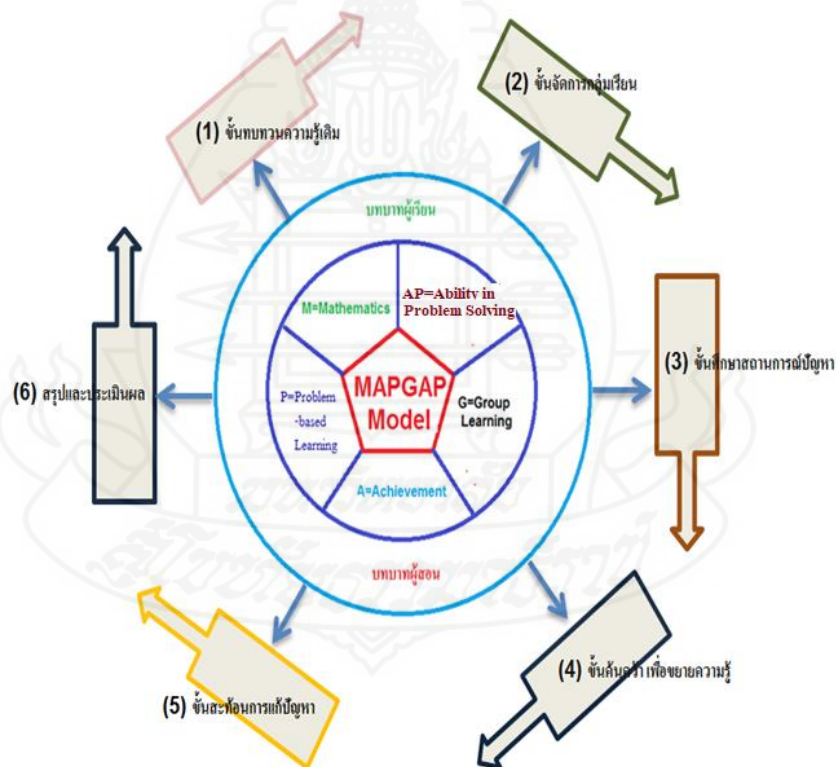 (1) ขั้นทบทวนความรู้เดิม
(2) ขั้นจัดการกลุ่มเรียน
บทบาทผู้เรียน
M=Mathematics
AP=Ability in
Problem Solving
(3) ขั้นศึกษาสถานการณ์ปัญหา
MAPGAP
Model
(6) สรุปและประเมินผล
P=Problem
-based
Learning
G=Group
Learning
A=Achievement
บทบาทผู้สอน
(4) ขั้นค้นคว้า เพื่อขยายความรู้
(5) ขั้นสะท้อนการแก้ปัญหา